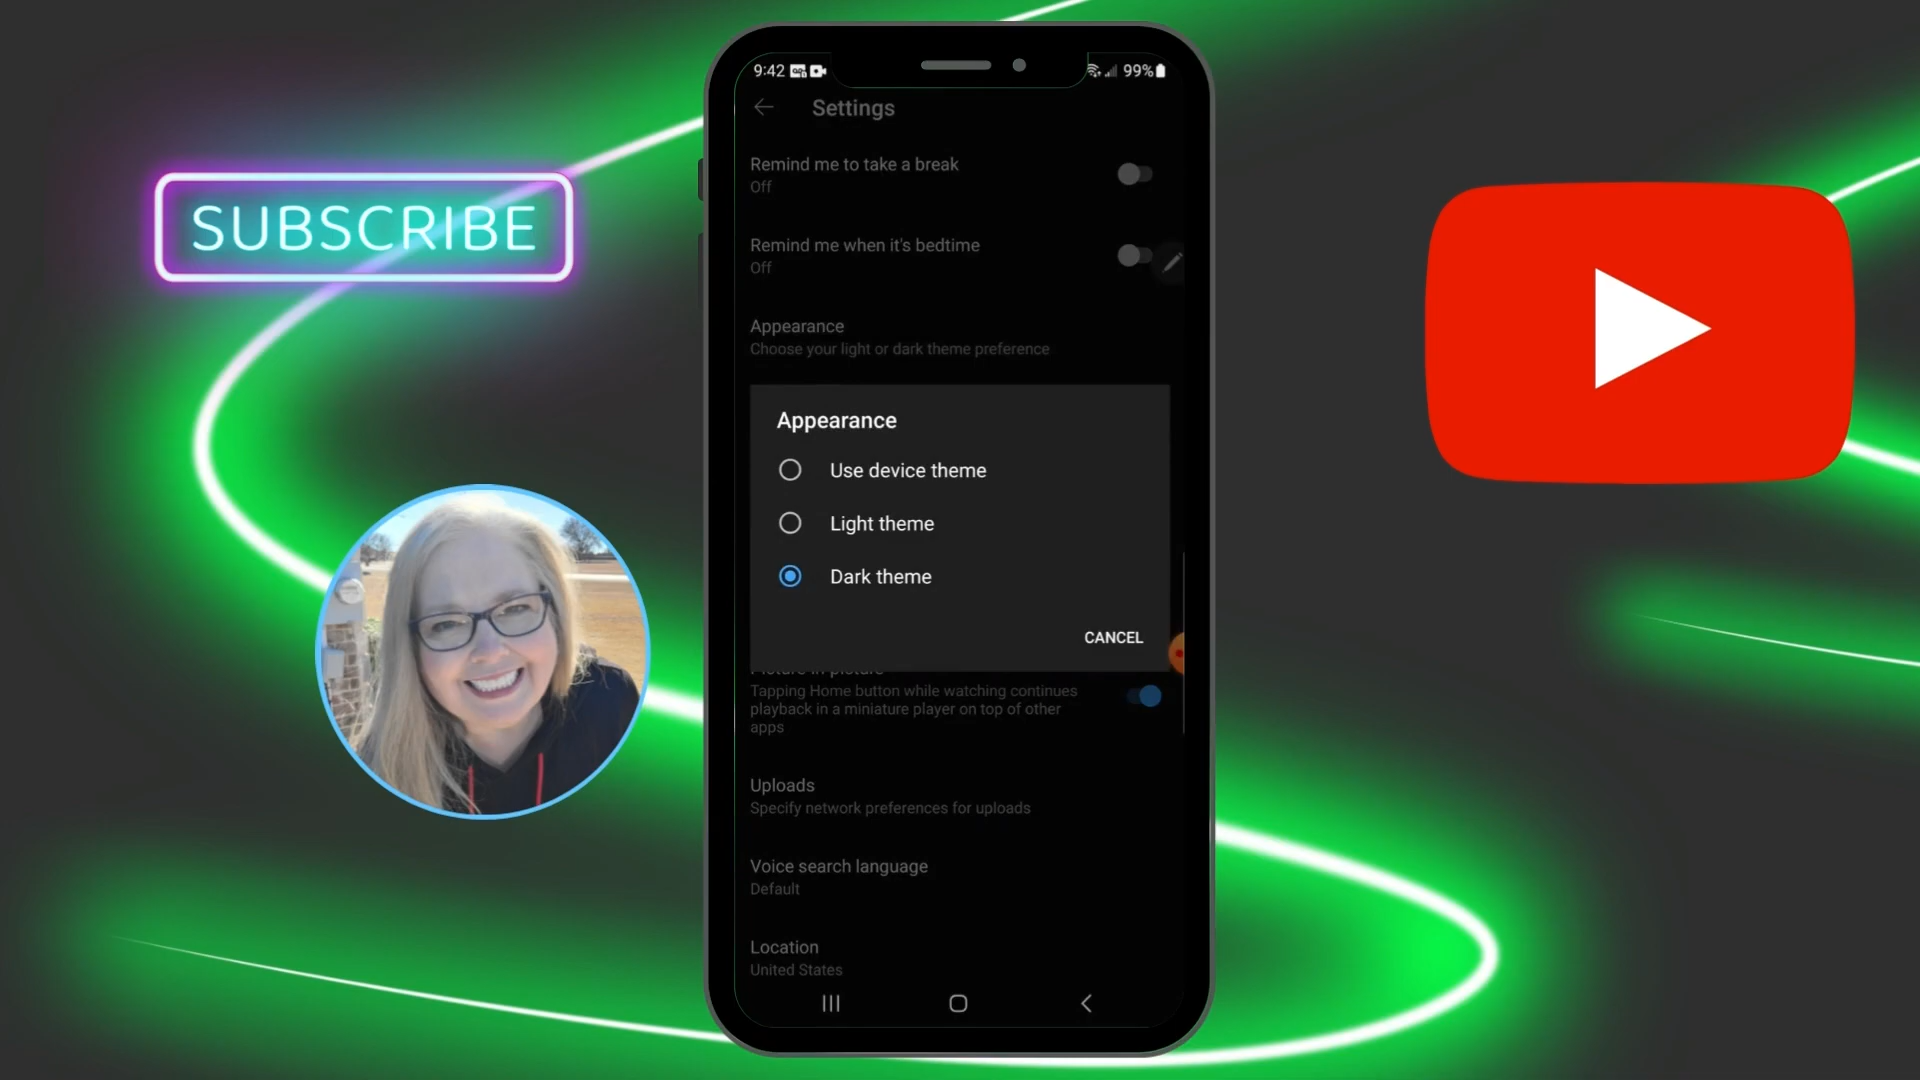 SUBSCRIBE
9:42
99%
Settings
Remind me to take a break
Off
Remind me when it's bedtime
Off
Appearance
Choose your light or dark theme preference
Appearance
Use device theme
Light theme
Dark theme
CANCEL
Picture in picture
Tapping Home button while watching continues
playback in a miniature player on top of other
apps
Uploads
Specify network preferences for uploads
Voice search language
Default
Location
United States